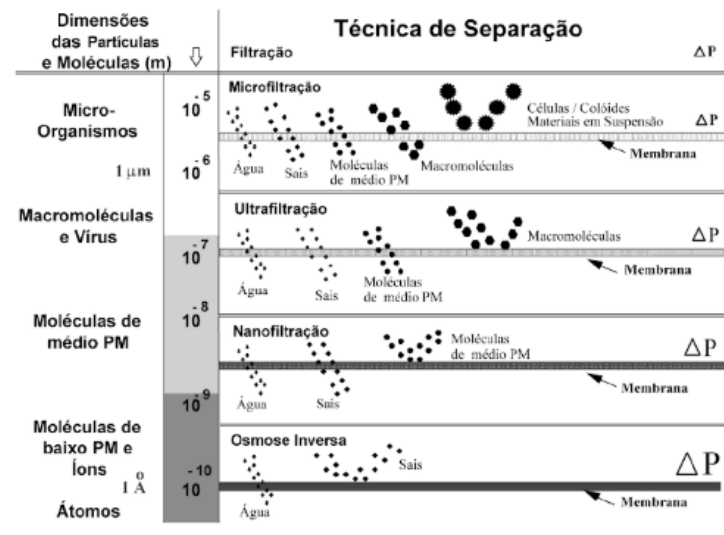 Dimensões
das Partículas
e Moléculas (m)
Técnica de Separação
Filtração
ΔP
Micro-
Organismos
1 μm
10 -5
10 -6
Microfiltração
Células / Colóides
Materiais em Suspensão
ΔP
Membrana
Água
Sais
Moléculas
de médio PM
Macromoléculas
Macromoléculas
e Vírus
10 -7
Ultrafiltração
Macromoléculas
ΔP
Membrana
Água
Sais
Moléculas
de médio PM
Moléculas de
médio PM
10 -8
10 -9
Nanofiltração
Moléculas
de médio PM
ΔP
Membrana
Água
Sais
Moléculas de
baixo PM e
Íons
1 Å
Átomos
10 -10
Osmose Inversa
Sais
ΔP
Membrana
Água